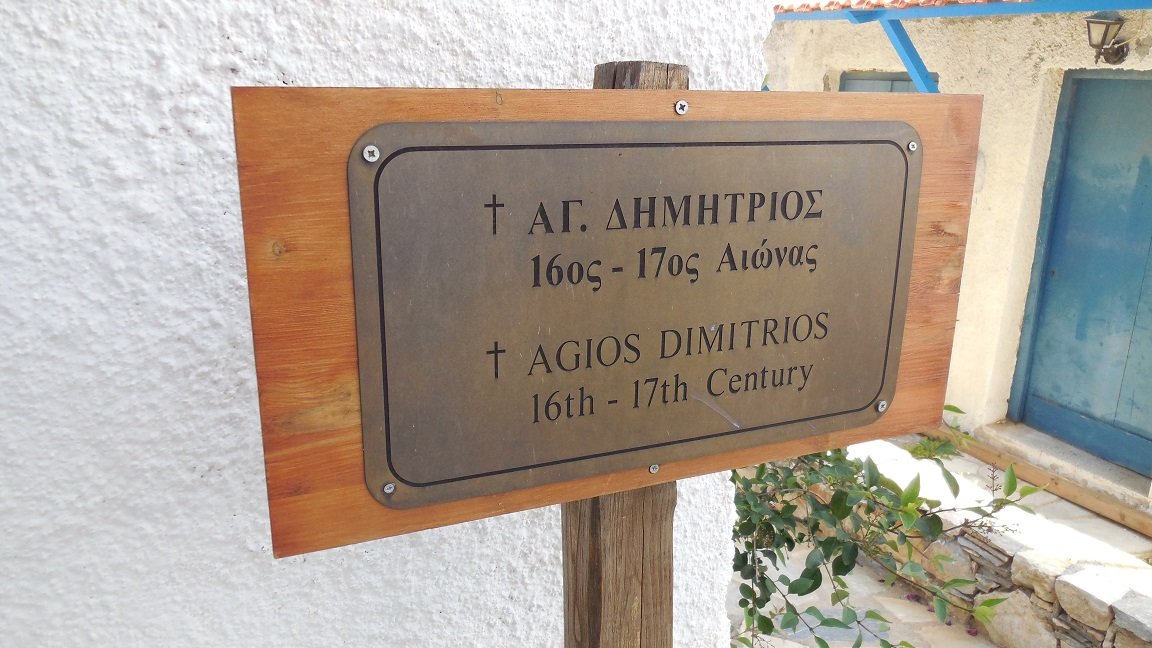 † ΑΓ. ΔΗΜΗΤΡΙΟΣ
16ος - 17ος Αιώνας
† AGIOS DIMITRIOS
16th - 17th Century